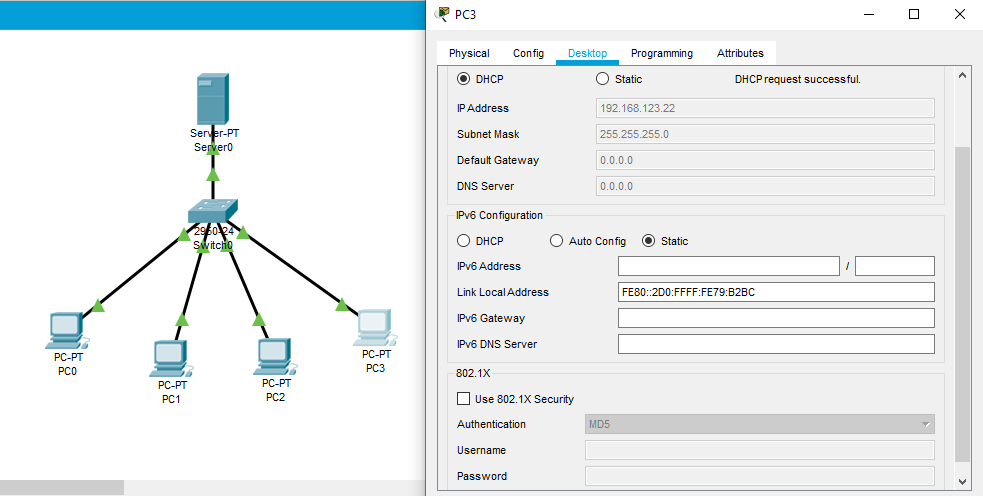 PC3
Physical Config Desktop Programming Attributes
DHCP Static DHCP request successful.
IP Address 192.168.123.22
Subnet Mask 255.255.255.0
Default Gateway 0.0.0.0
DNS Server 0.0.0.0
IPv6 Configuration
DHCP Auto Config Static
IPv6 Address /
Link Local Address FE80::2D0:FFFF:FE79:B2BC
IPv6 Gateway
IPv6 DNS Server
802.1X
Use 802.1X Security
Authentication MD5
Username
Password
Server-PT
Server0
2950-24
Switch0
PC-PT
PC0
PC-PT
PC1
PC-PT
PC2
PC-PT
PC3